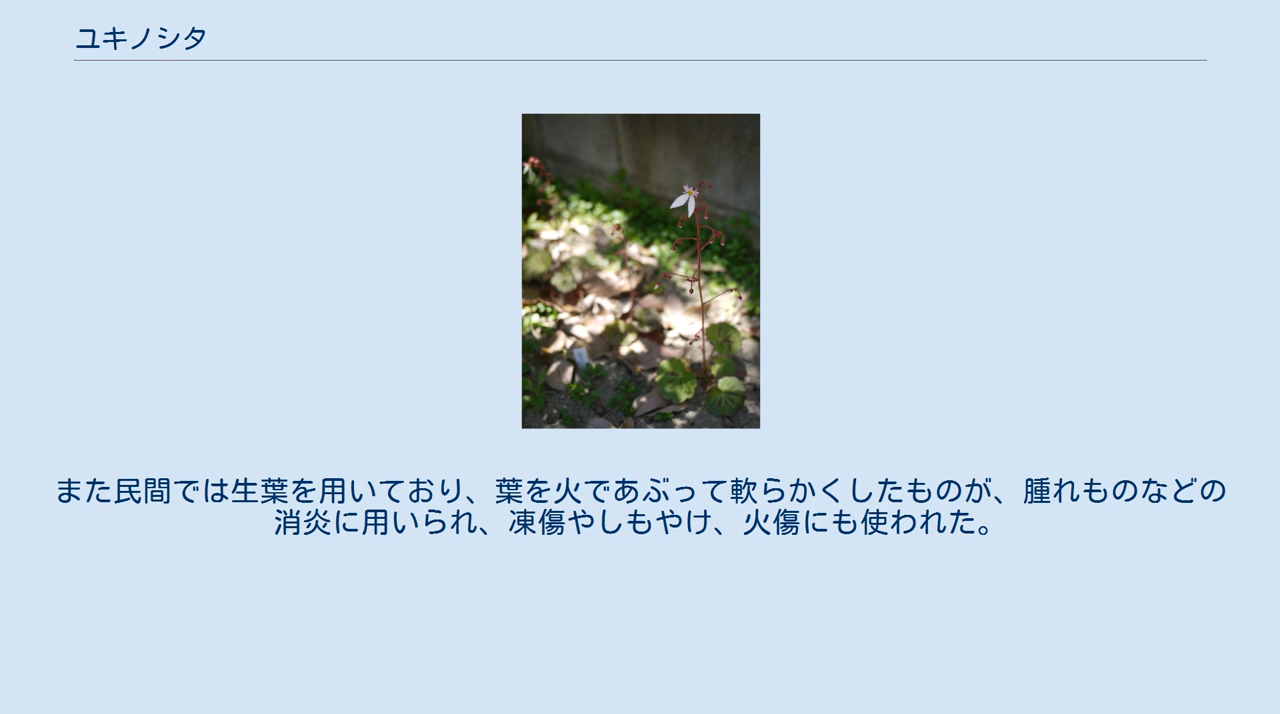 ユキノシタ
また民間では生葉を用いており、葉を火であぶって軟らかくしたものが、腫れものなどの
消炎に用いられ、凍傷やしもやけ、火傷にも使われた。